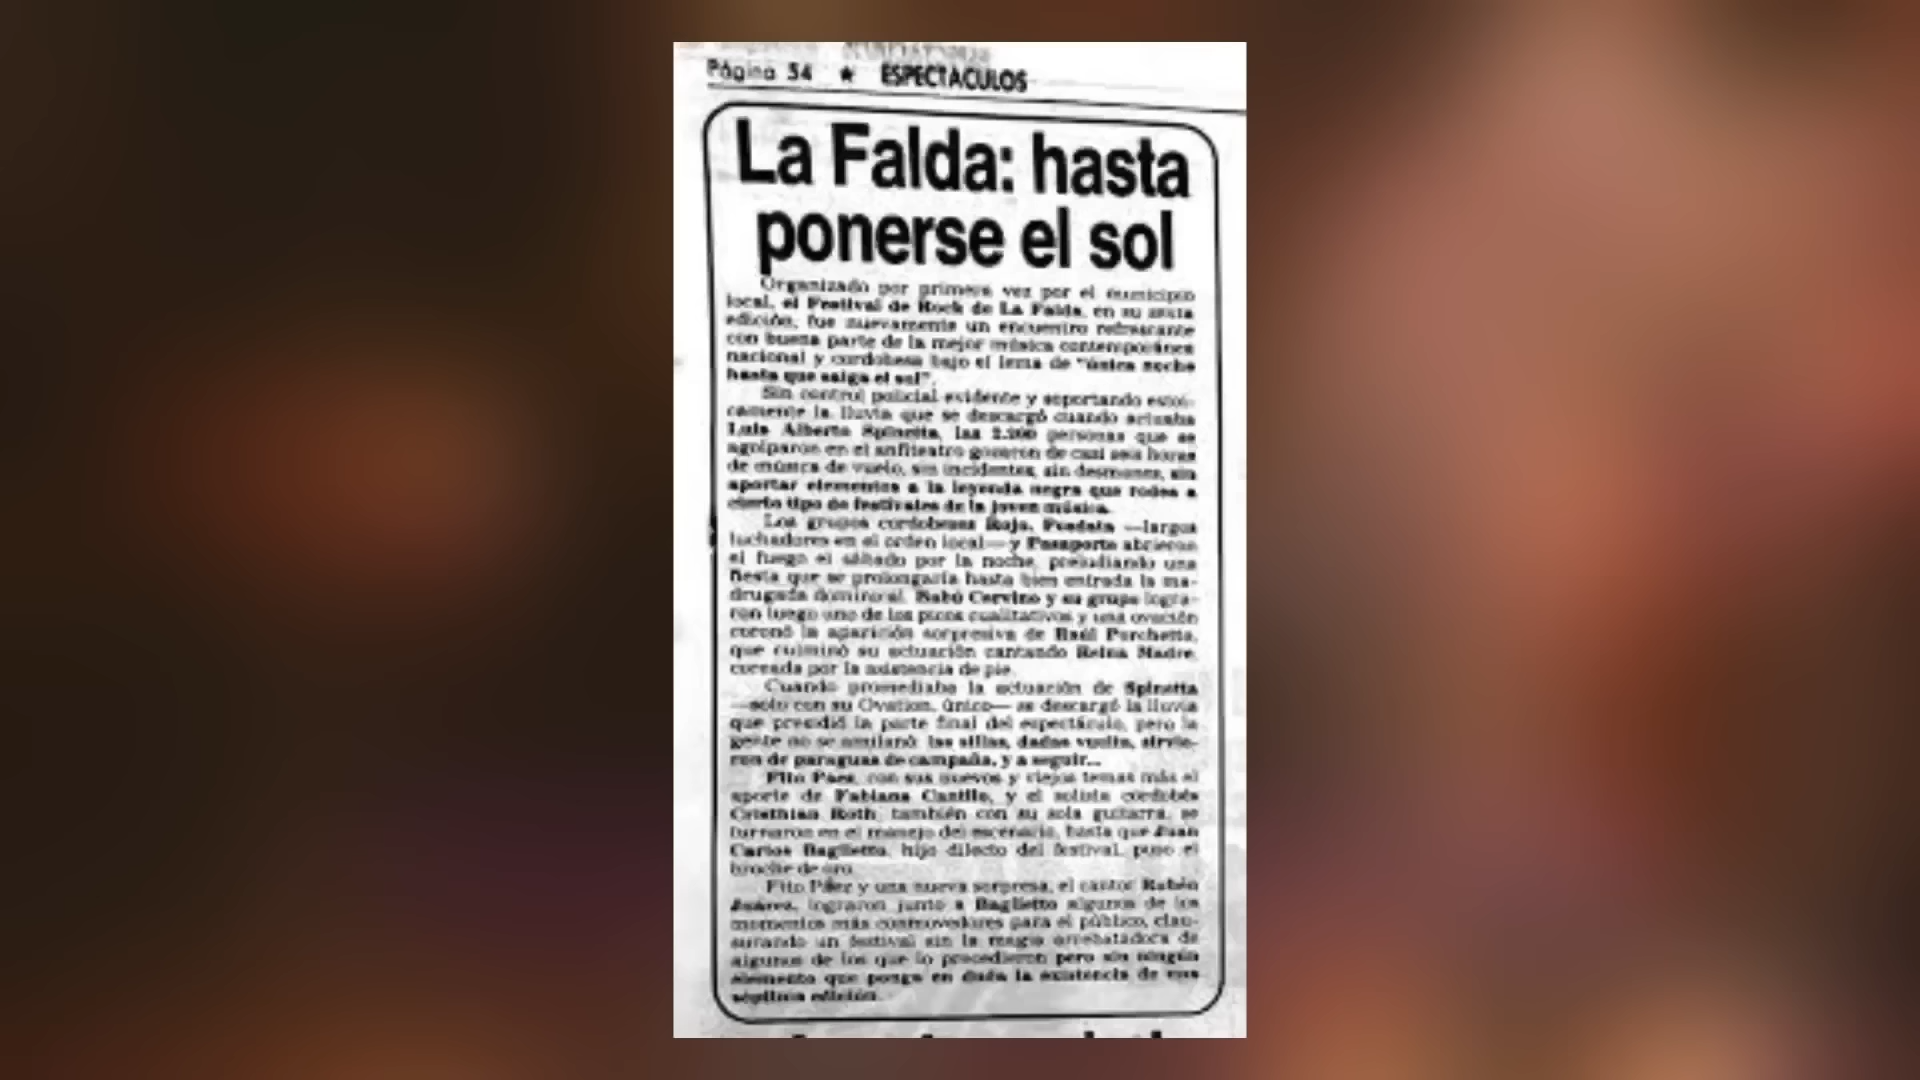 Página 54 ★ ESPECTACULOS
La Falda: hasta
ponerse el sol
Organizado por primera vez por el municipio
local, el Festival de Rock de La Falda, en su sexta
edición, fue nuevamente un encuentro refrescante
con buena parte de la mejor música contemporánea
nacional y cordobesa bajo el lema de "única noche
hasta que salga el sol".
Sin control policial evidente y soportando estoi-
camente la lluvia que se descargó cuando actuaba
Luis Alberto Spinetta, las 2.200 personas que se
agolparon en el anfiteatro gozaron de casi seis horas
de música de vuelo, sin incidentes, sin desmanes, sin
aportar elementos a la leyenda negra que rodea a
cierto tipo de festivales de la joven música.
Los grupos cordobeses Rojo, Posdata —largos
luchadores en el orden local— y Pasaporte abrieron
el fuego el sábado por la noche, preludiando una
fiesta que se prolongaría hasta bien entrada la ma-
drugada dominical. Babú Cerviño y su grupo logra-
ron luego uno de los picos cualitativos y una ovación
coronó la aparición sorpresiva de Raúl Porchetto,
que culminó su actuación cantando Reina Madre,
coreada por la asistencia de pie.
Cuando promediaba la actuación de Spinetta
—solo con su Ovation, único— se descargó la lluvia
que presidió la parte final del espectáculo, pero la
gente no se amilanó: las sillas, dadas vuelta, sirvie-
ron de paraguas de campaña, y a seguir...
Fito Paez, con sus nuevos y viejos temas más el
aporte de Fabiana Cantilo, y el solista cordobés
Cristhian Roth, también con su sola guitarra, se
turnaron en el manejo del escenario, hasta que Juan
Carlos Baglietto, hijo dilecto del festival, puso el
broche de oro.
Fito Páez y una nueva sorpresa, el cantor Rubén
Juárez, lograron junto a Baglietto algunos de los
momentos más conmovedores para el público, clau-
surando un festival sin la magia arrebatadora de
algunos de los que lo precedieron pero sin ningún
elemento que ponga en duda la existencia de una
séptima edición.